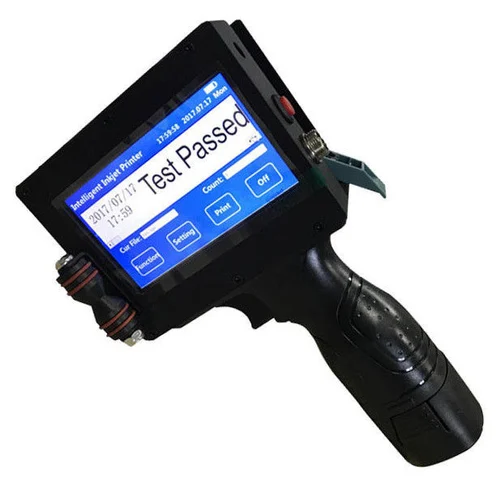 Intelligent Inkjet Printer 17:59:58 2017.07.17 Mon
2017/07/17
17:59
Test Passed
Cur File:
Count:
Function
Setting
Print
Off